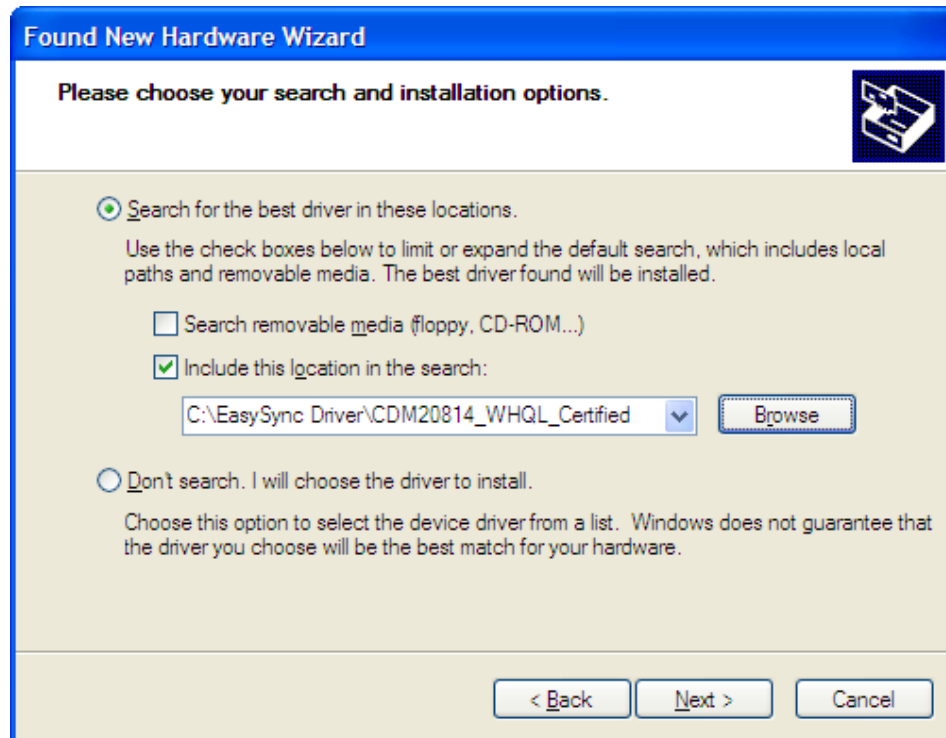 Found New Hardware Wizard
Please choose your search and installation options.
Search for the best driver in these locations.
Use the check boxes below to limit or expand the default search, which includes local
paths and removable media. The best driver found will be installed.
Search removable media (floppy, CD-ROM...)
Include this location in the search:
C:\EasySync Driver\CDM20814_WHQL_Certified
Browse
Don't search. I will choose the driver to install.
Choose this option to select the device driver from a list. Windows does not guarantee that
the driver you choose will be the best match for your hardware.
< Back Next > Cancel